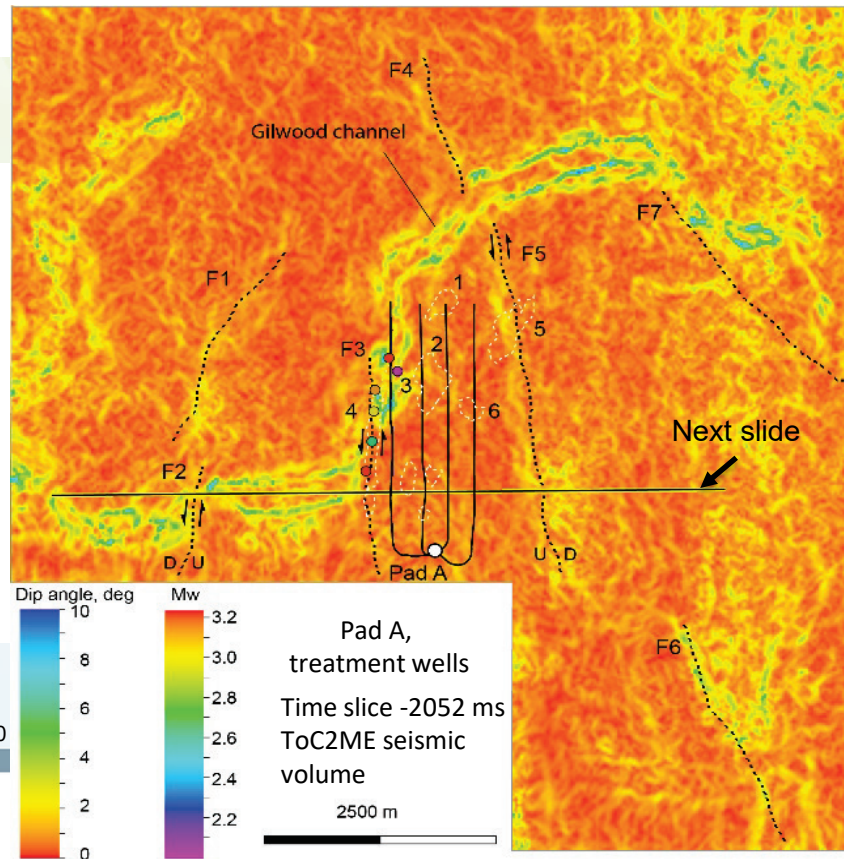 F4
Gilwood channel
F7
F1
F5
1
5
2
F3
3
6
4
Next slide
F2
D U
U D
Pad A
F6
Dip angle, deg
10
8
6
4
2
0
Mw
3.2
3.0
2.8
2.6
2.4
2.2
Pad A,
treatment wells
Time slice -2052 ms
ToC2ME seismic
volume
2500 m
0